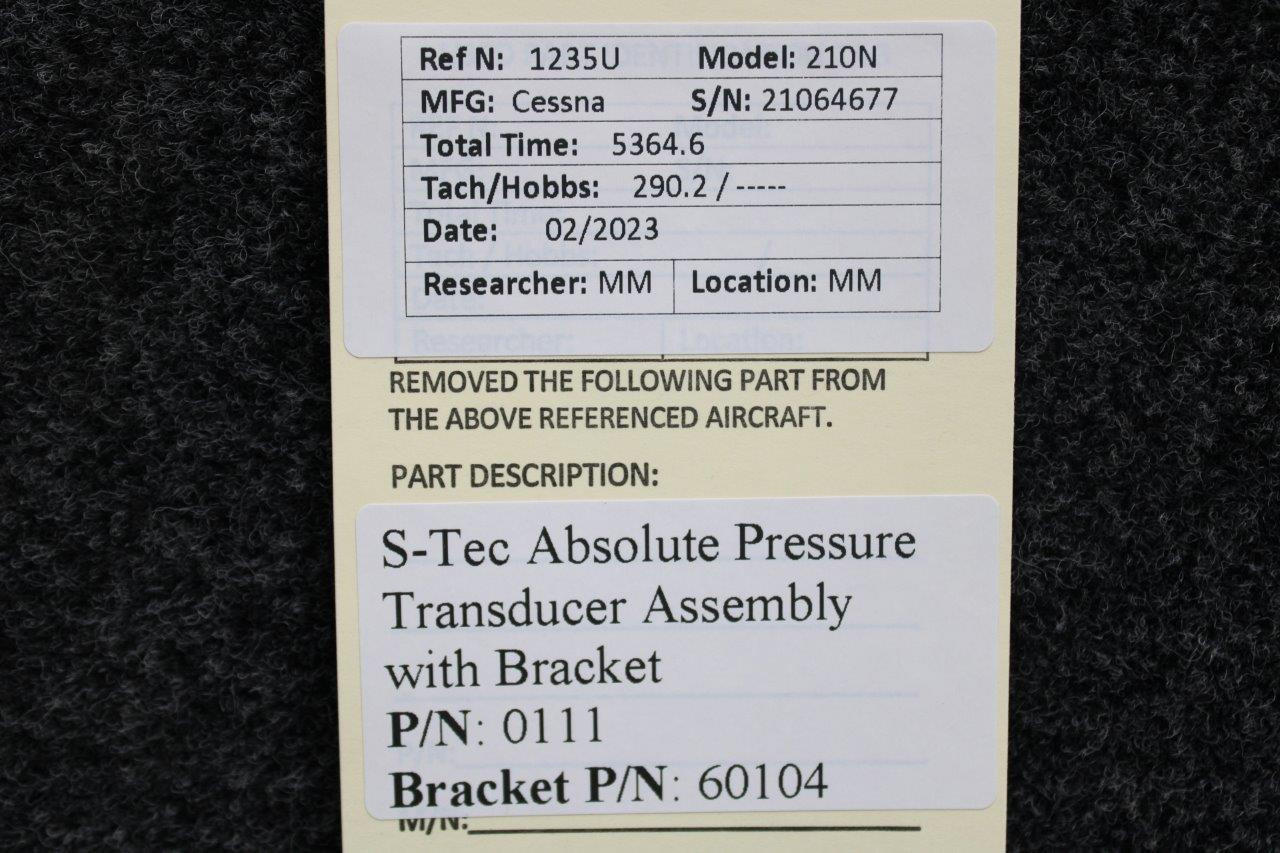 Ref N: 1235U Model: 210N
MFG: Cessna S/N: 21064677
Total Time: 5364.6
Tach/Hobbs: 290.2 / -----
Date: 02/2023
Researcher: MM Location: MM
Researcher: Location:
REMOVED THE FOLLOWING PART FROM
THE ABOVE REFERENCED AIRCRAFT.
PART DESCRIPTION:
S-Tec Absolute Pressure
Transducer Assembly
with Bracket
P/N: 0111
Bracket P/N: 60104
M/N: